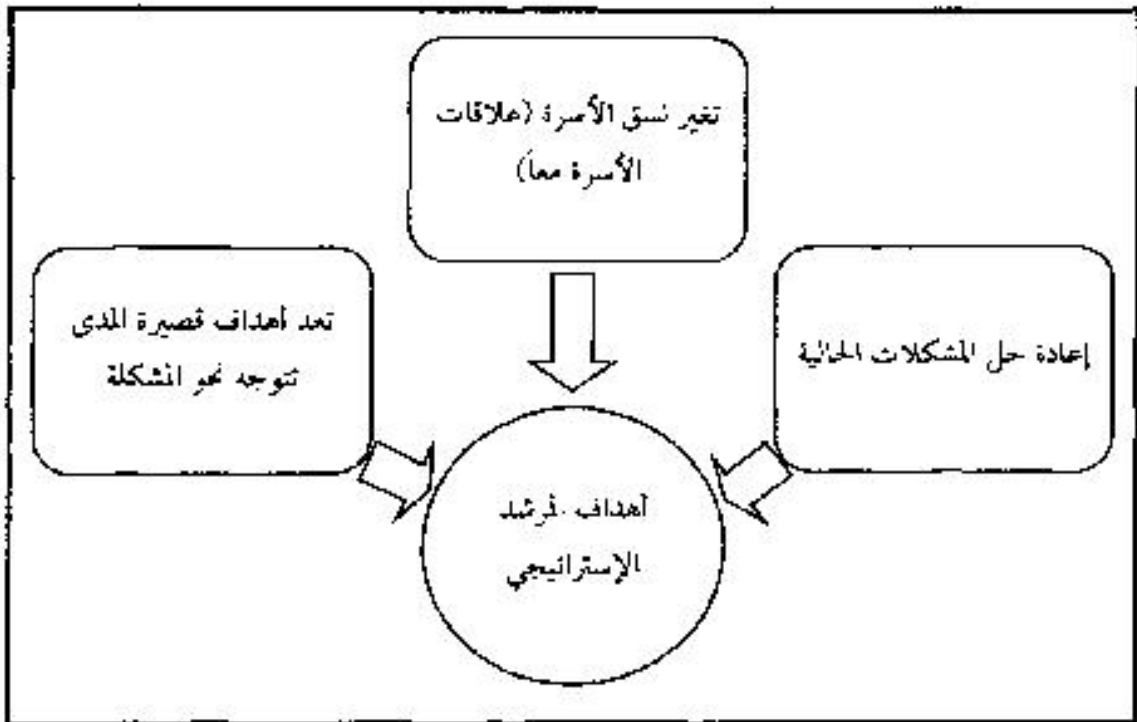 تغير نسق الأسرة (علاقات
الأسرة معاً)
إعادة حل المشكلات الحالية
تعد أهداف قصيرة المدى
تتوجه نحو المشكلة
أهداف المرشد
الإستراتيجي